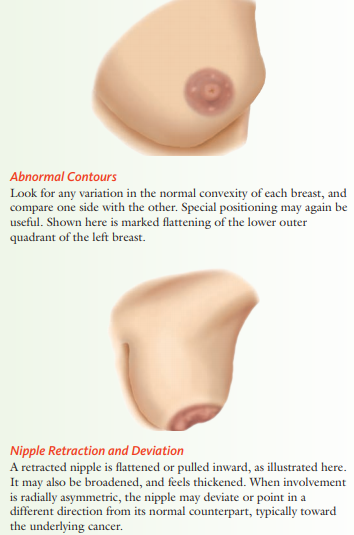 Abnormal Contours
Look for any variation in the normal convexity of each breast, and
compare one side with the other. Special positioning may again be
useful. Shown here is marked flattening of the lower outer
quadrant of the left breast.
Nipple Retraction and Deviation
A retracted nipple is flattened or pulled inward, as illustrated here.
It may also be broadened, and feels thickened. When involvement
is radially asymmetric, the nipple may deviate or point in a
different direction from its normal counterpart, typically toward
the underlying cancer.